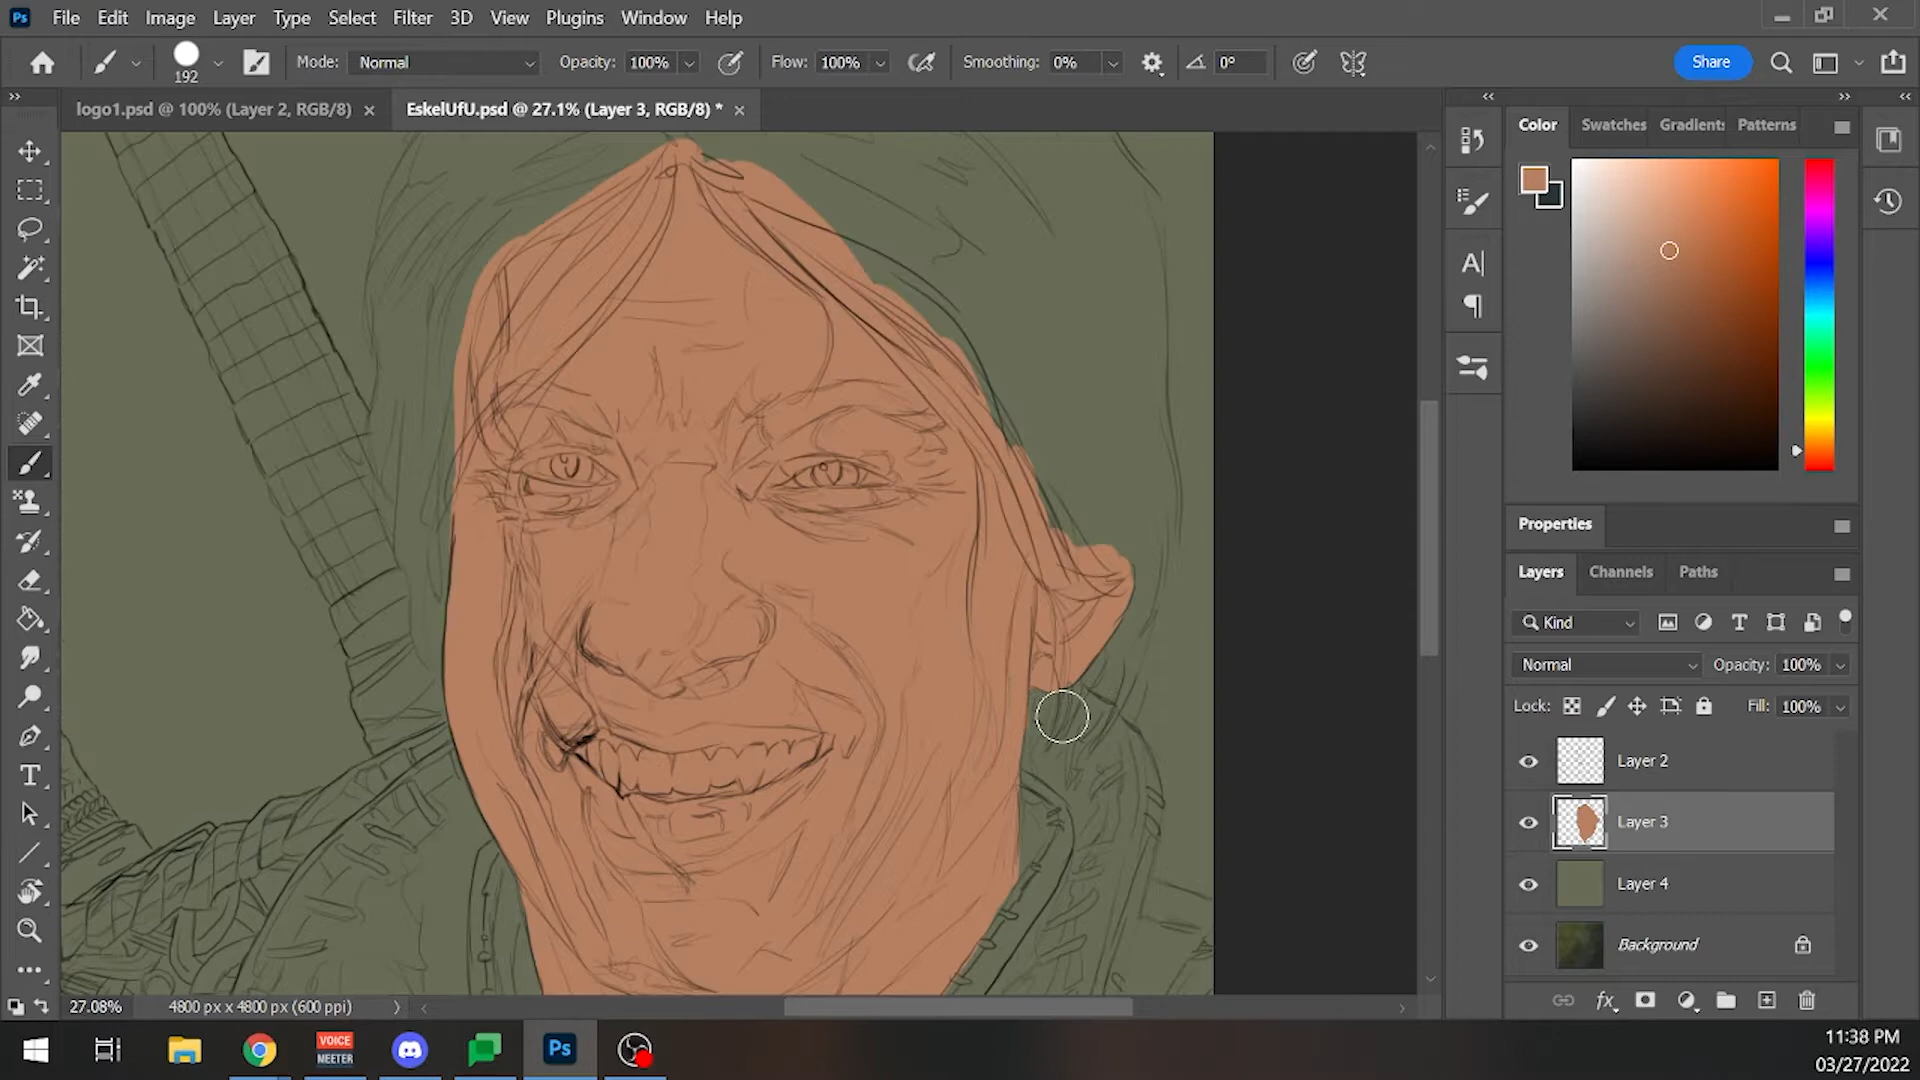 Ps File Edit Image Layer Type Select Filter 3D View Plugins Window Help
192 Mode: Normal Opacity: 100% Flow: 100% Smoothing: 0% 0° Share
logo1.psd @ 100% (Layer 2, RGB/8) EskelUfU.psd @ 27.1% (Layer 3, RGB/8) *
Color Swatches Gradients Patterns
Properties
Layers Channels Paths
Kind
Normal Opacity: 100%
Lock: Fill: 100%
Layer 2
Layer 3
Layer 4
Background
fx
27.08% 4800 px x 4800 px (600 ppi)
VOICE
MEETER
Ps
11:38 PM
03/27/2022